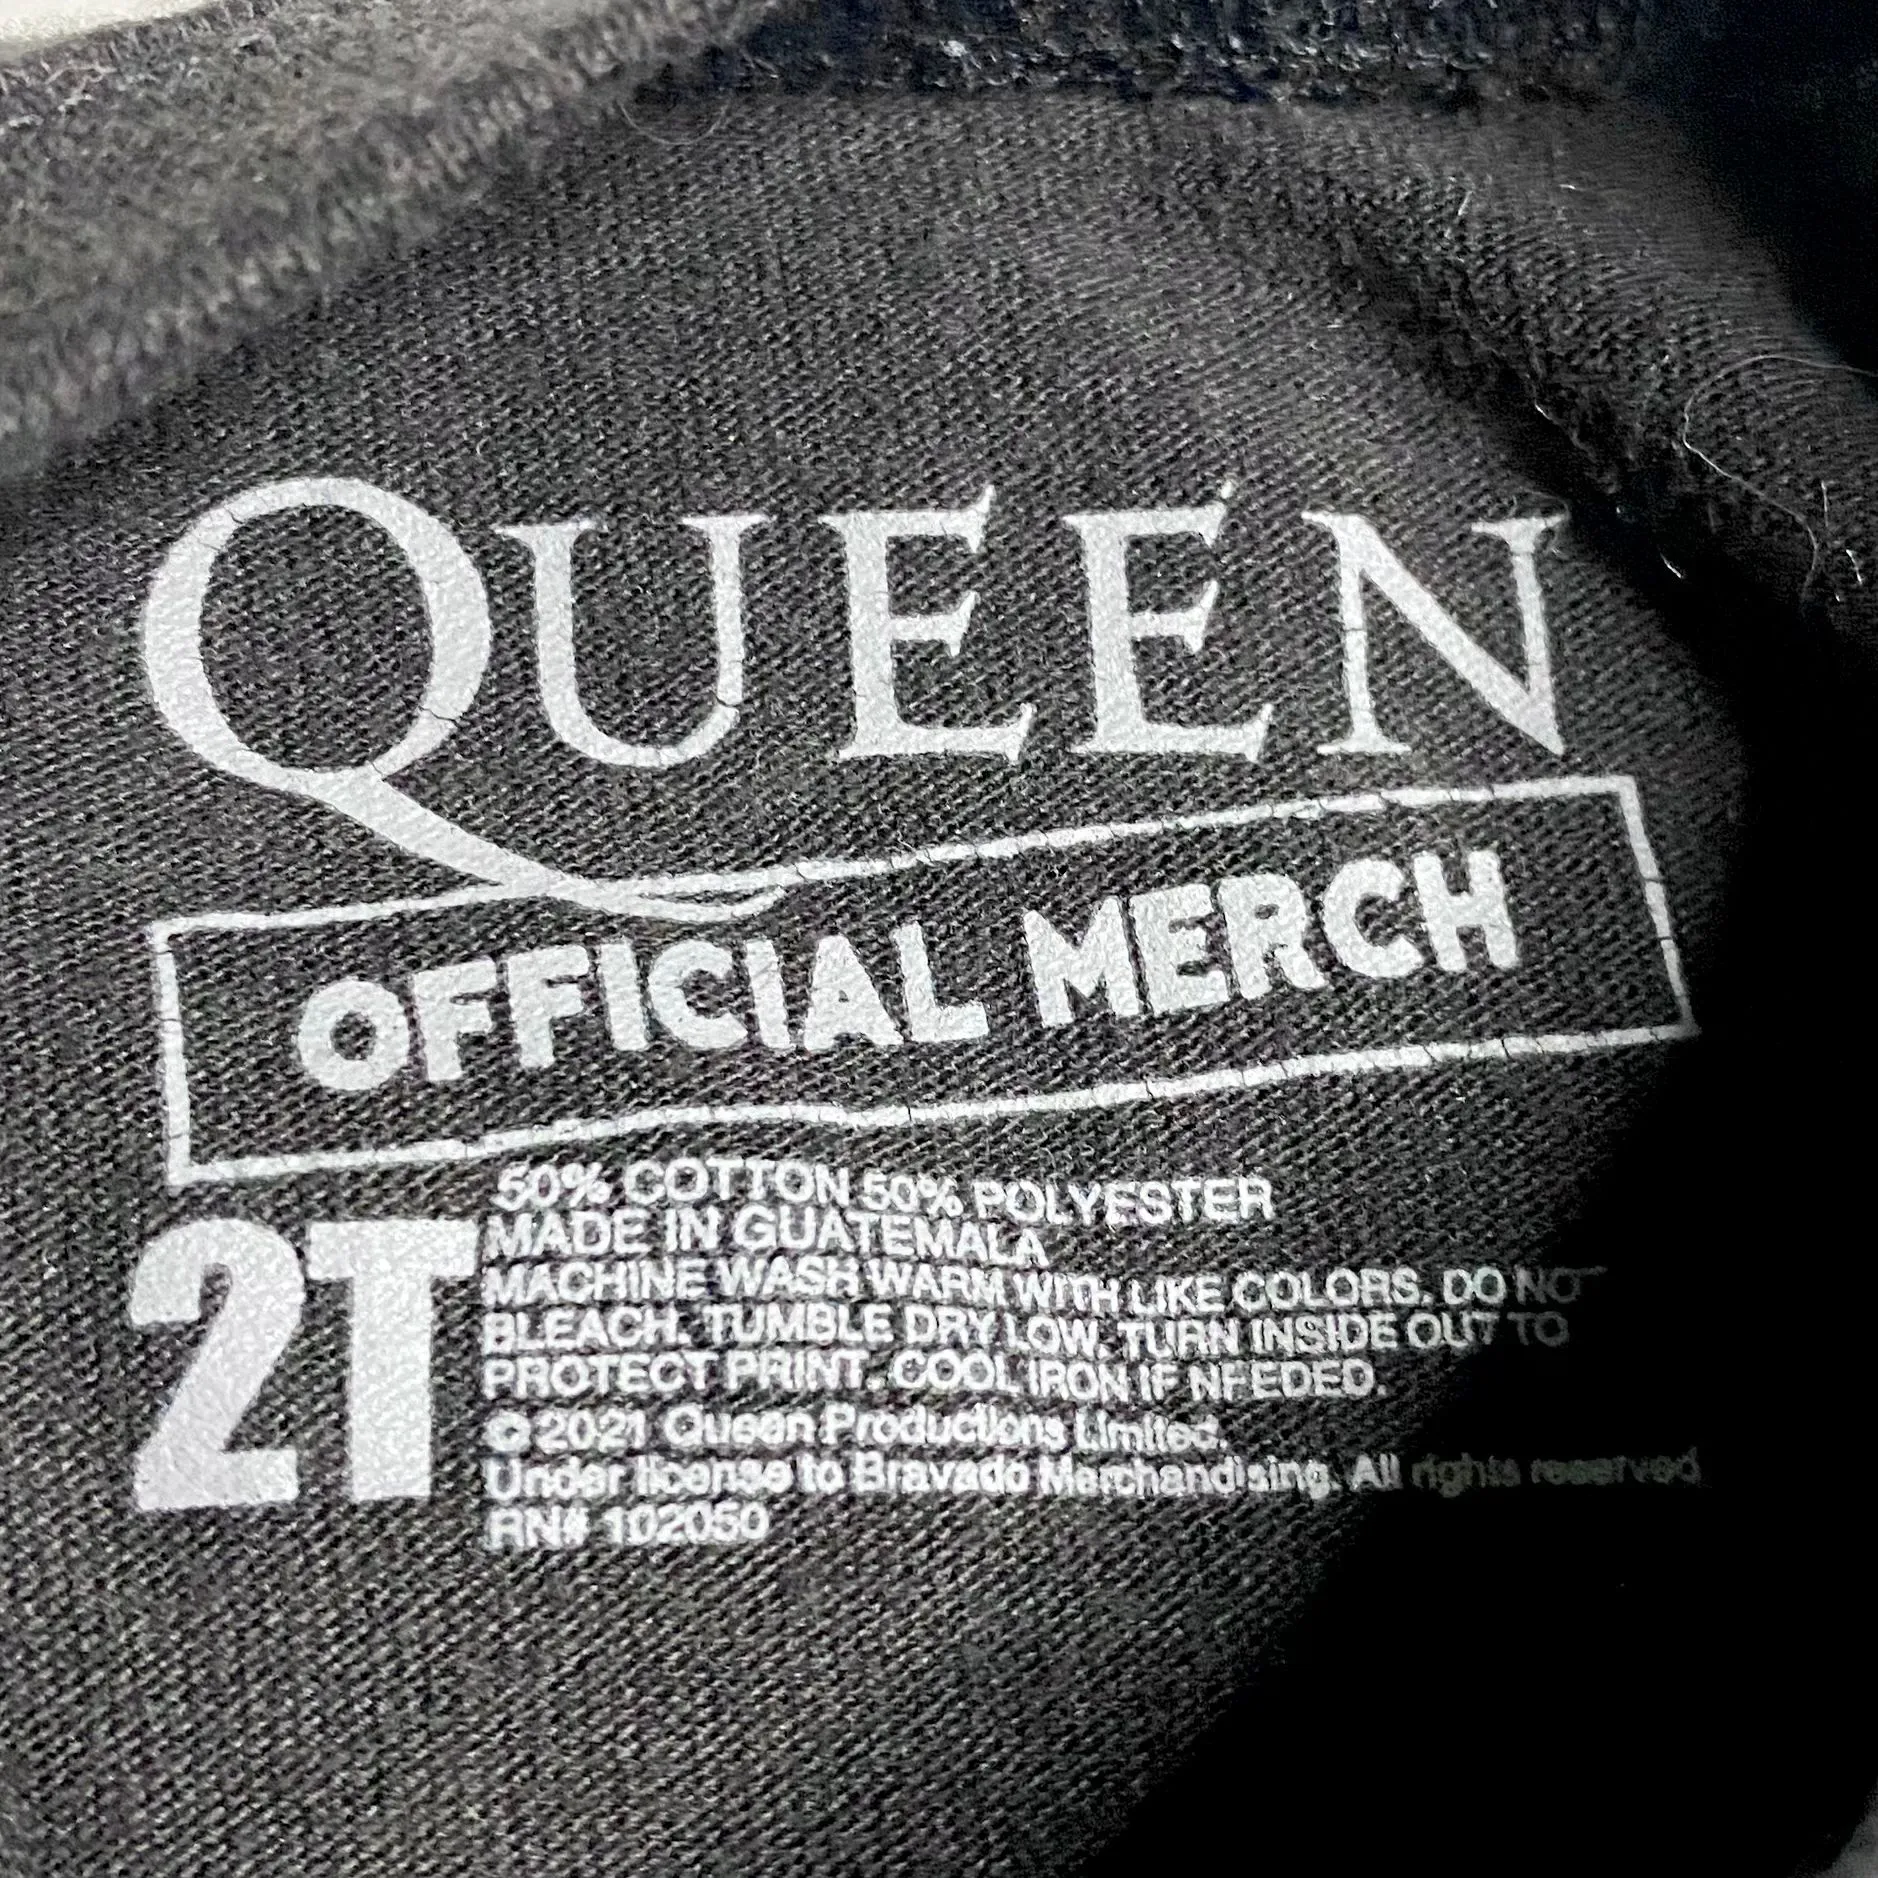 QUEEN
OFFICIAL MERCH
2T
50% COTTON 50% POLYESTER
MADE IN GUATEMALA
MACHINE WASH WARM WITH LIKE COLORS. DO NOT
BLEACH. TUMBLE DRY LOW. TURN INSIDE OUT TO
PROTECT PRINT. COOL IRON IF NEEDED.
© 2021 Queen Productions Limited.
Under license to Bravado Merchandising. All rights reserved
RN# 102050